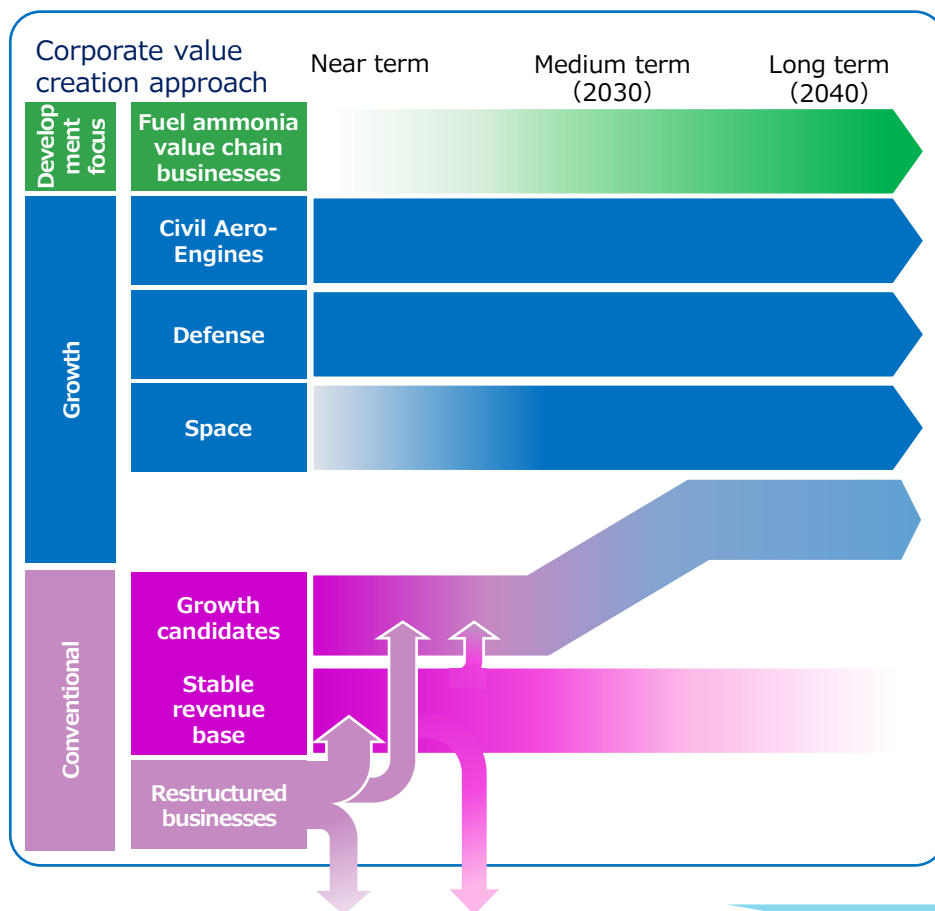 Corporate value
creation approach
Near term
Medium term
(2030)
Long term
(2040)
Develop
ment
focus
Fuel ammonia
value chain
businesses
Growth
Civil Aero-
Engines
Defense
Space
Conventional
Growth
candidates
Stable
revenue
base
Restructured
businesses